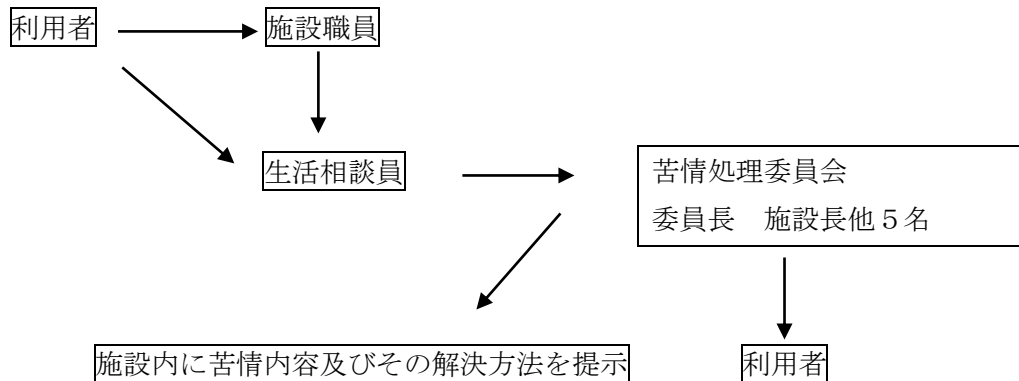 利用者
施設職員
生活相談員
苦情処理委員会
委員長　施設長他５名
施設内に苦情内容及びその解決方法を提示
利用者